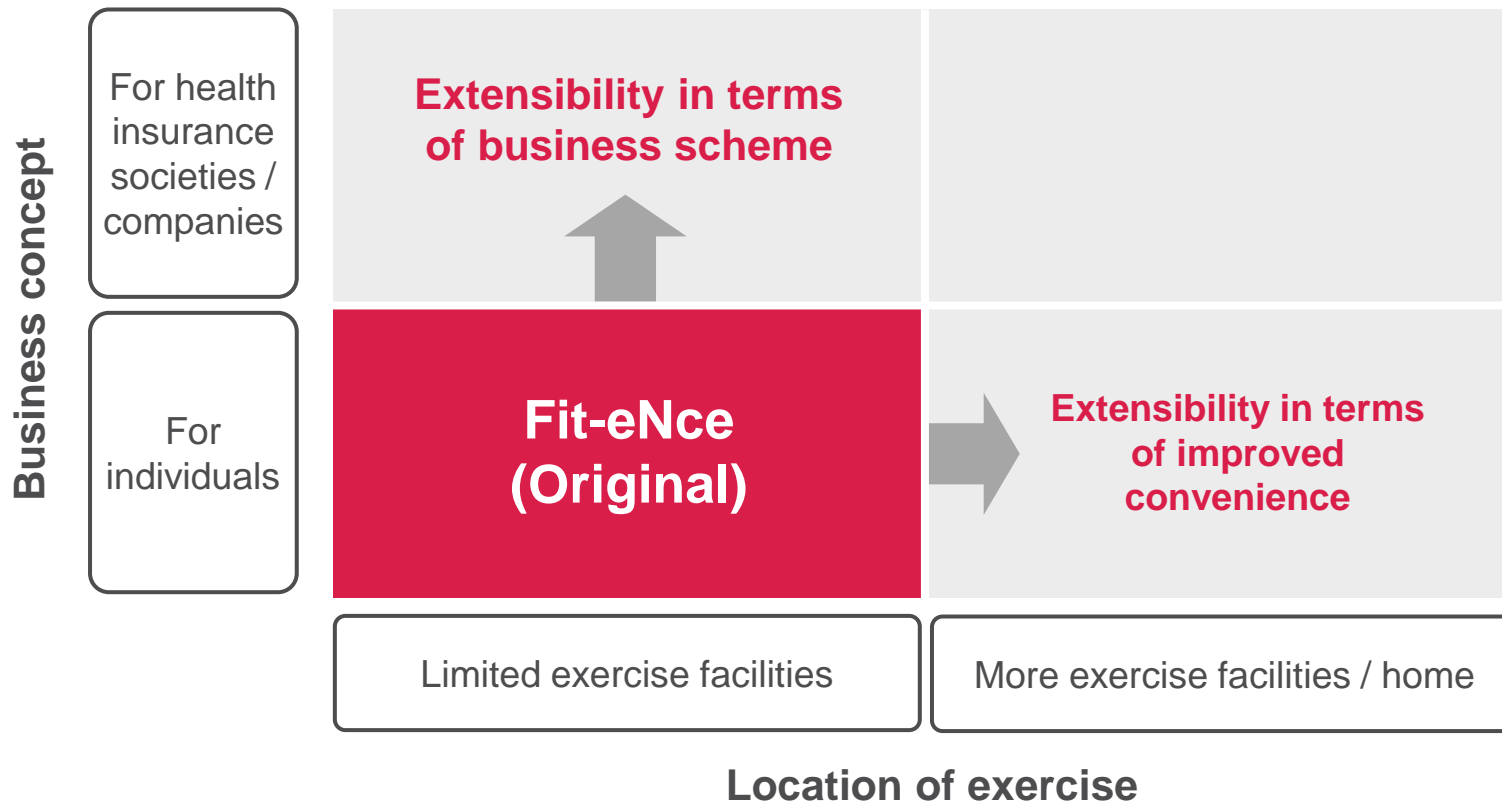 Business concept
For health
insurance
societies /
companies
Extensibility in terms
of business scheme
For
individuals
Fit-eNce
(Original)
Extensibility in terms
of improved
convenience
Limited exercise facilities
More exercise facilities / home
Location of exercise